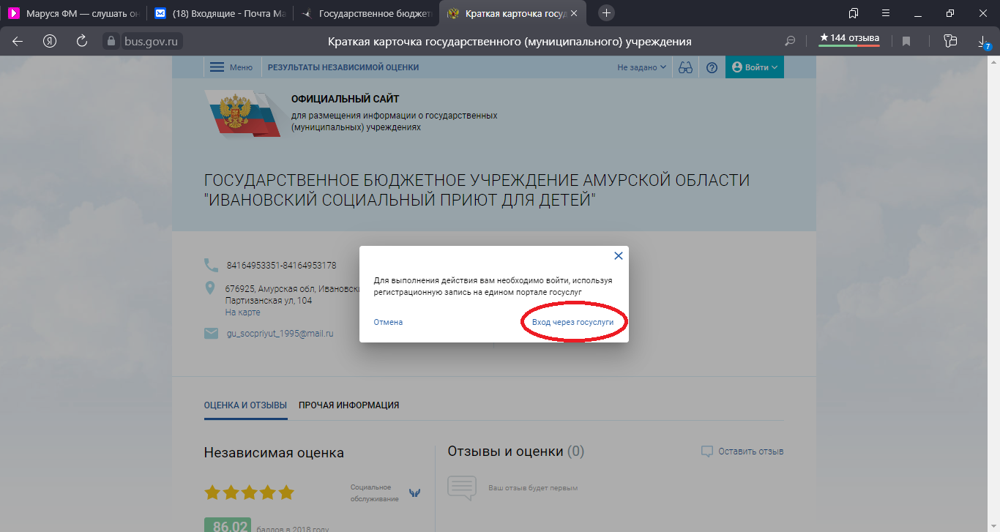 Маруся ФМ — слушать он
(18) Входящие - Почта Ма
Государственное бюджетн
Краткая карточка госуд
bus.gov.ru
Краткая карточка государственного (муниципального) учреждения
★ 144 отзыва
7
Меню
РЕЗУЛЬТАТЫ НЕЗАВИСИМОЙ ОЦЕНКИ
Не задано
Войти
ОФИЦИАЛЬНЫЙ САЙТ
для размещения информации о государственных
(муниципальных) учреждениях
ГОСУДАРСТВЕННОЕ БЮДЖЕТНОЕ УЧРЕЖДЕНИЕ АМУРСКОЙ ОБЛАСТИ
"ИВАНОВСКИЙ СОЦИАЛЬНЫЙ ПРИЮТ ДЛЯ ДЕТЕЙ"
84164953351-84164953178
676925, Амурская обл, Ивановски
Партизанская ул, 104
На карте
gu_socpriyut_1995@mail.ru
Для выполнения действия вам необходимо войти, используя
регистрационную запись на едином портале госуслуг
Отмена
Вход через госуслуги
ОЦЕНКА И ОТЗЫВЫ
ПРОЧАЯ ИНФОРМАЦИЯ
Независимая оценка
Социальное
обслуживание
86.02
баллов в 2018 году
Отзывы и оценки (0)
Оставить отзыв
Ваш отзыв будет первым